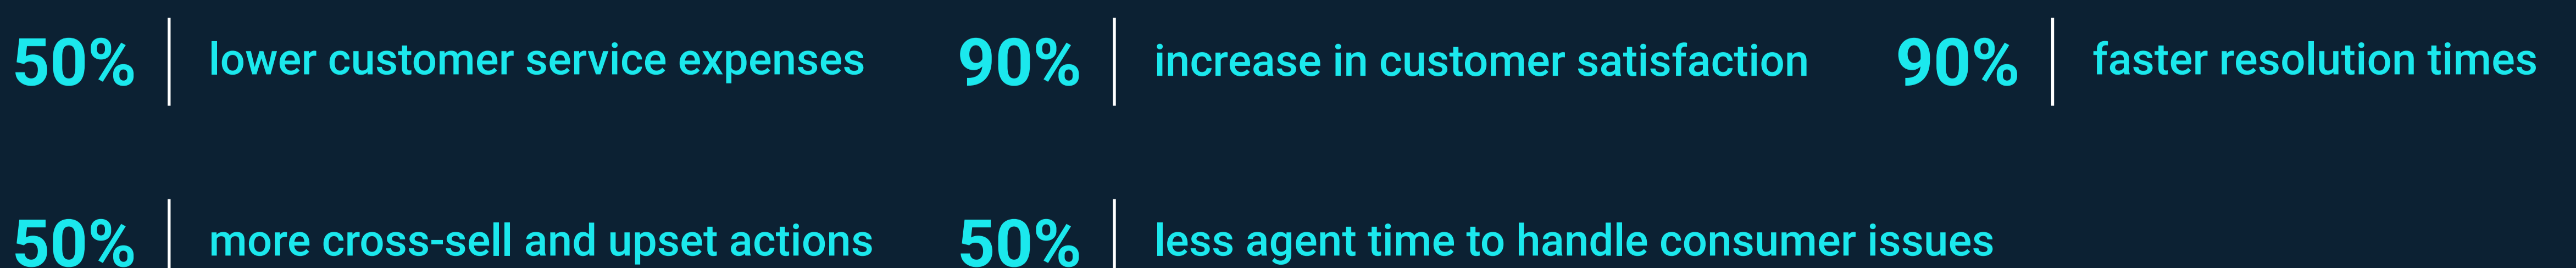 50% lower customer service expenses
90% increase in customer satisfaction
90% faster resolution times
50% more cross-sell and upset actions
50% less agent time to handle consumer issues